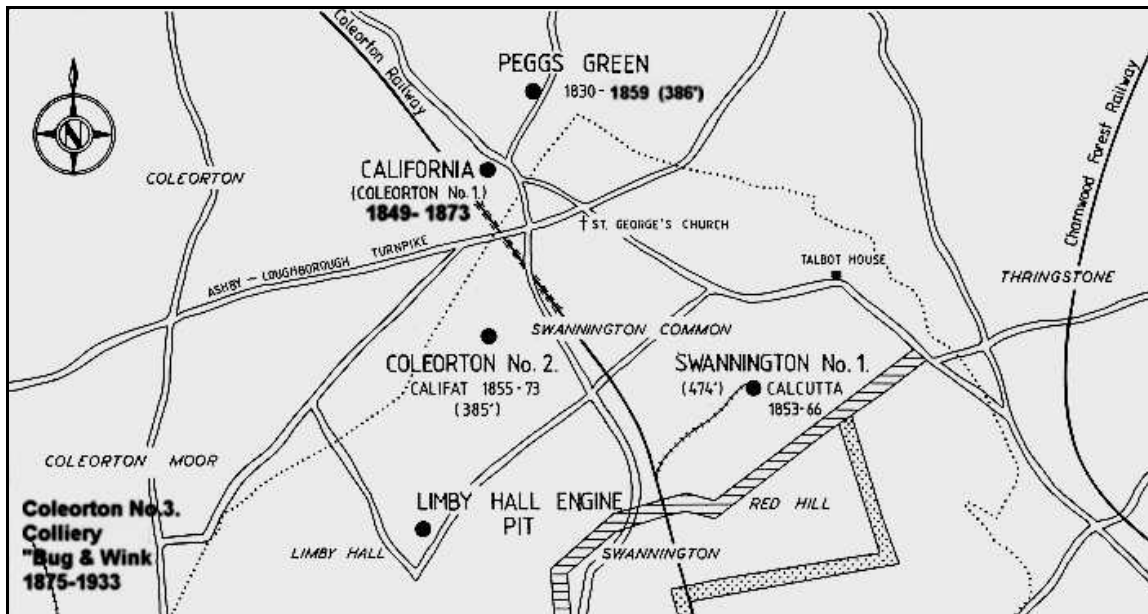 Coleorton Railway
PEGGS GREEN
1830 - 1859 (386')
N
COLEORTON
CALIFORNIA
(COLEORTON No. 1.)
1849- 1873
Charnwood Forest Railway
† ST. GEORGE'S CHURCH
ASHBY - LOUGHBOROUGH TURNPIKE
TALBOT HOUSE
THRINGSTONE
SWANNINGTON COMMON
COLEORTON No. 2.
CALIFAT 1855-73
(385')
SWANNINGTON No. 1.
(474') CALCUTTA
1853-66
COLEORTON MOOR
LIMBY HALL ENGINE
PIT
RED HILL
Coleorton No.3.
Colliery
"Bug & Wink
1875-1933
LIMBY HALL
SWANNINGTON